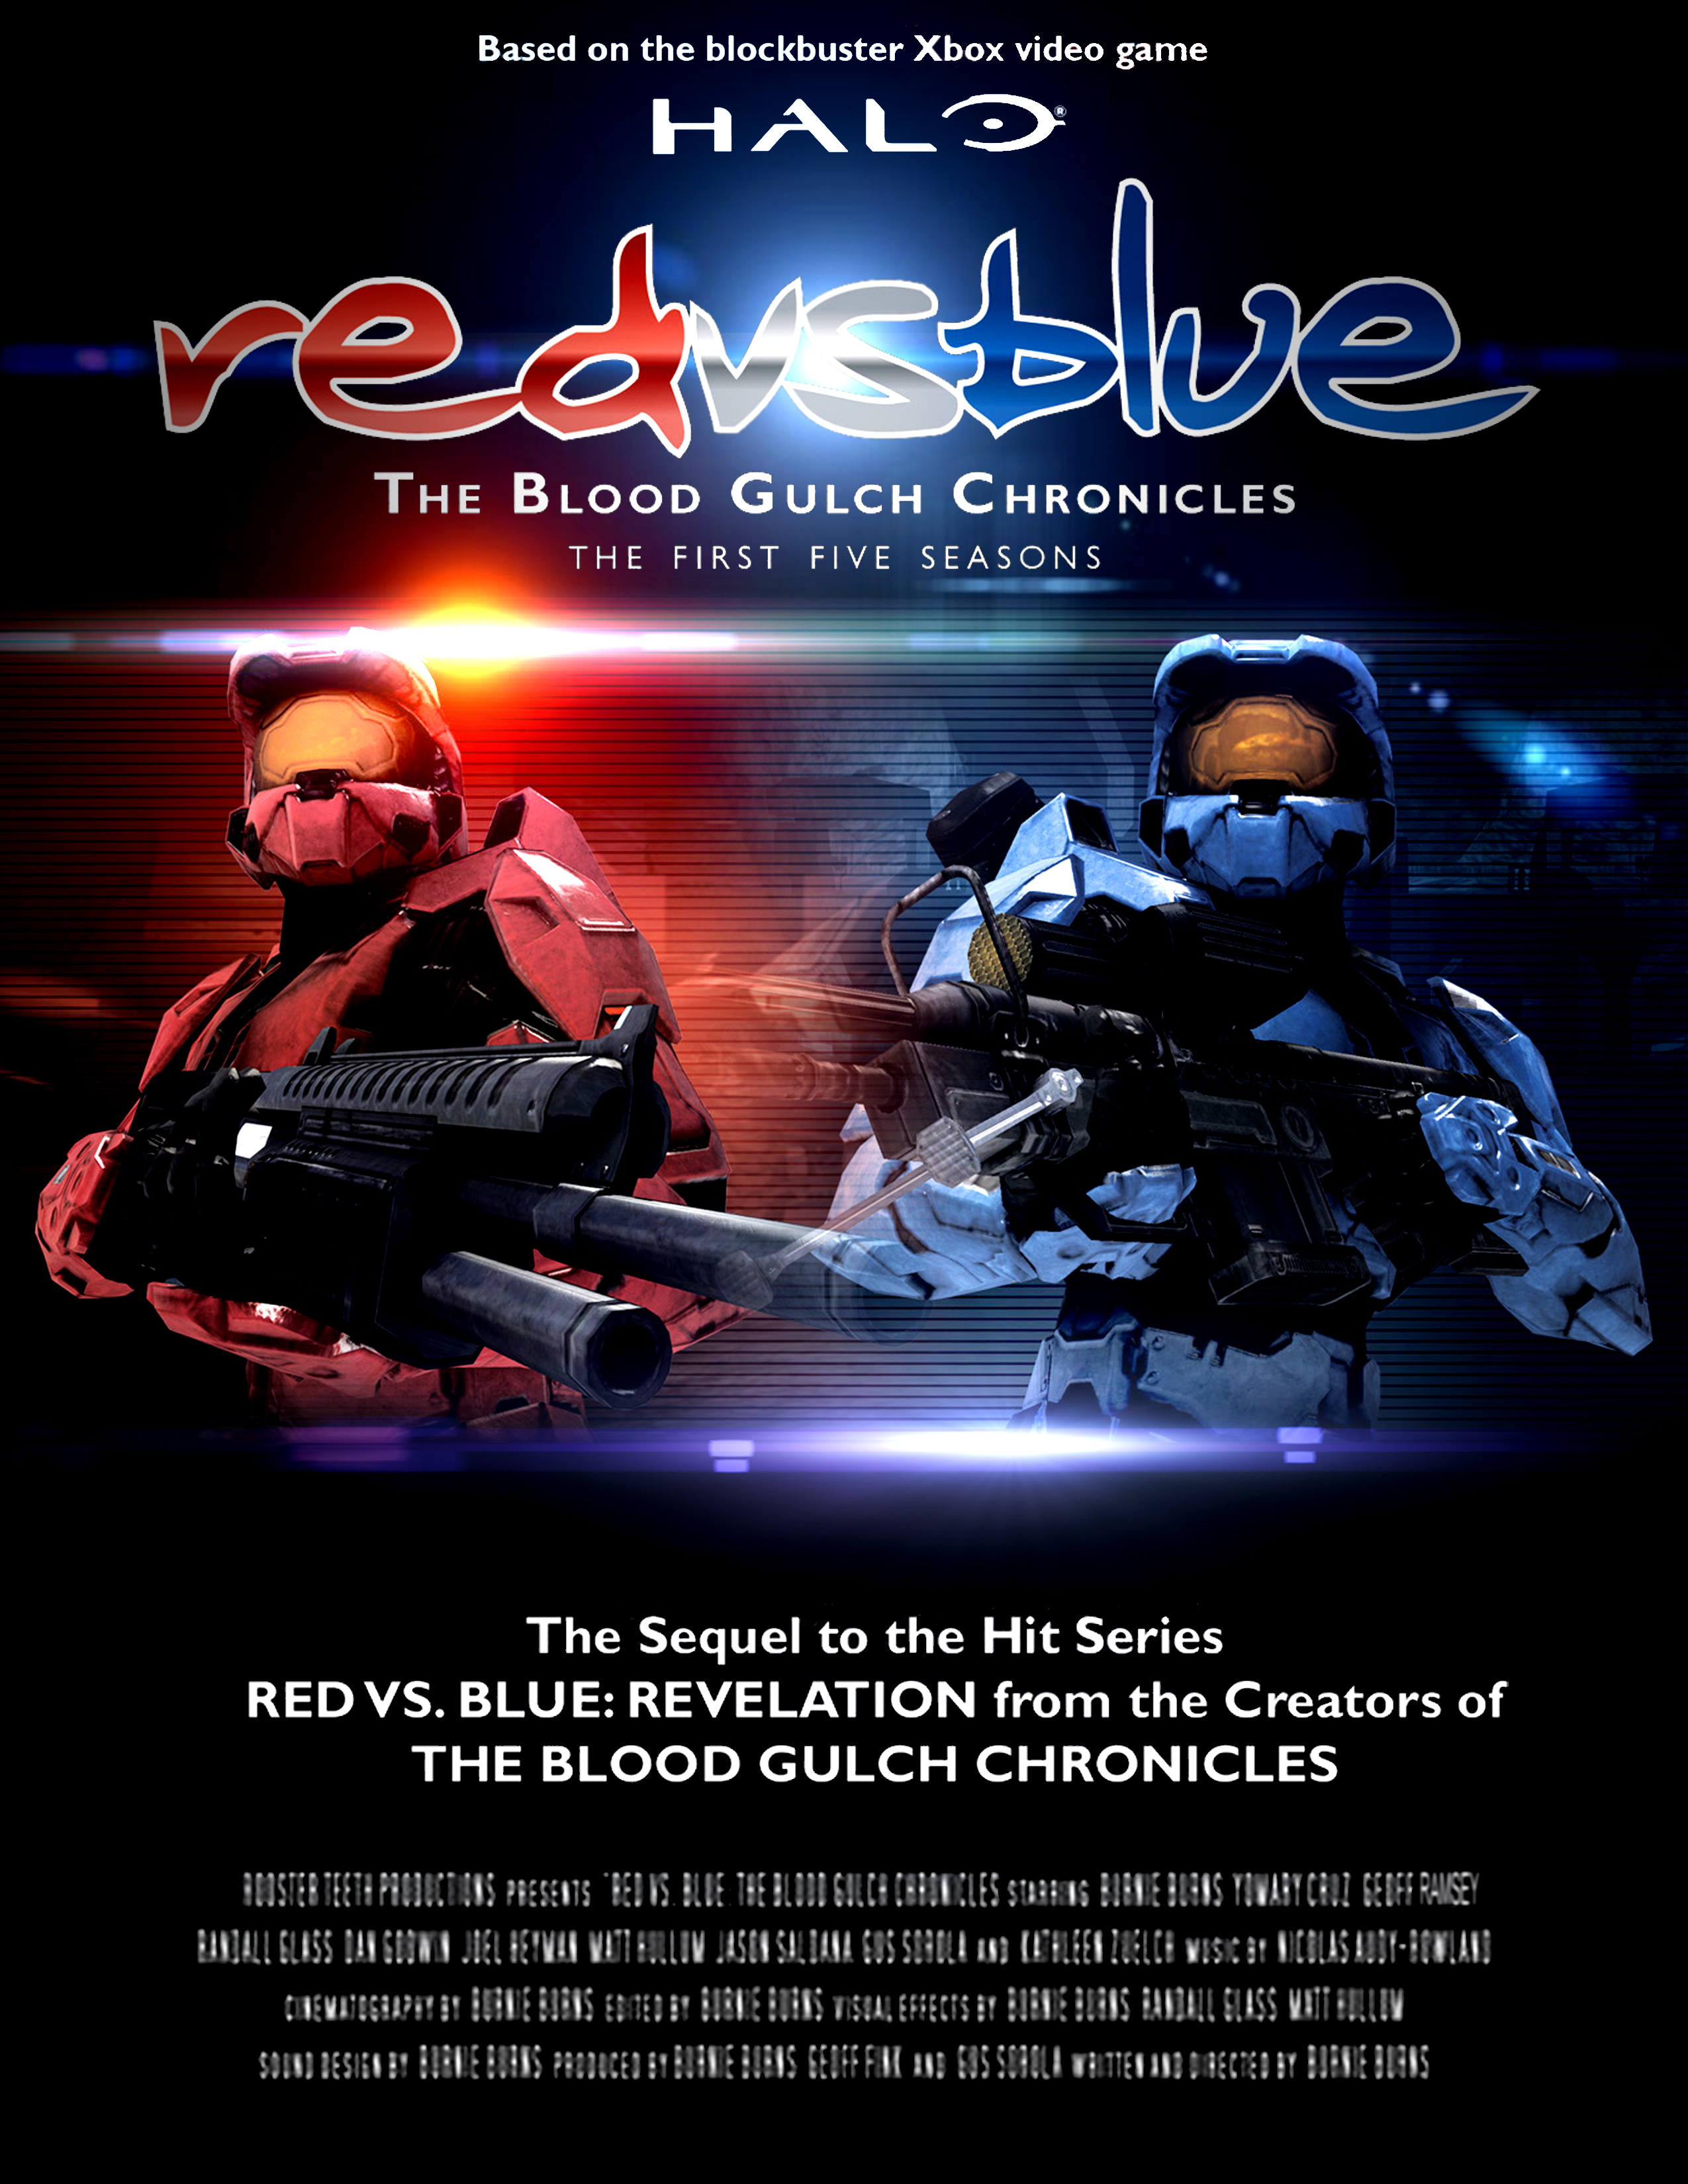 Based on the blockbuster Xbox video game
HALO®
redvsblue
THE BLOOD GULCH CHRONICLES
THE FIRST FIVE SEASONS
The Sequel to the Hit Series
RED VS. BLUE: REVELATION from the Creators of
THE BLOOD GULCH CHRONICLES
ROOSTER TEETH PRODUCTIONS PRESENTS "RED VS. BLUE: THE BLOOD GULCH CHRONICLES STARRING BURNIE BURNS YOMARY CRUZ GEOFF RAMSEY
RANDALL GLASS DAN GODWIN JOEL HEYMAN MATT HULLUM JASON SALDANA GUS SOROLA AND KATHLEEN ZUELCH MUSIC BY NICOLAS AUDY-ROWLAND
CINEMATOGRAPHY BY BURNIE BURNS EDITED BY BURNIE BURNS VISUAL EFFECTS BY BURNIE BURNS RANDALL GLASS MATT HULLUM
SOUND DESIGN BY BURNIE BURNS PRODUCED BY BURNIE BURNS GEOFF FINK AND GUS SOROLA WRITTEN AND DIRECTED BY BURNIE BURNS